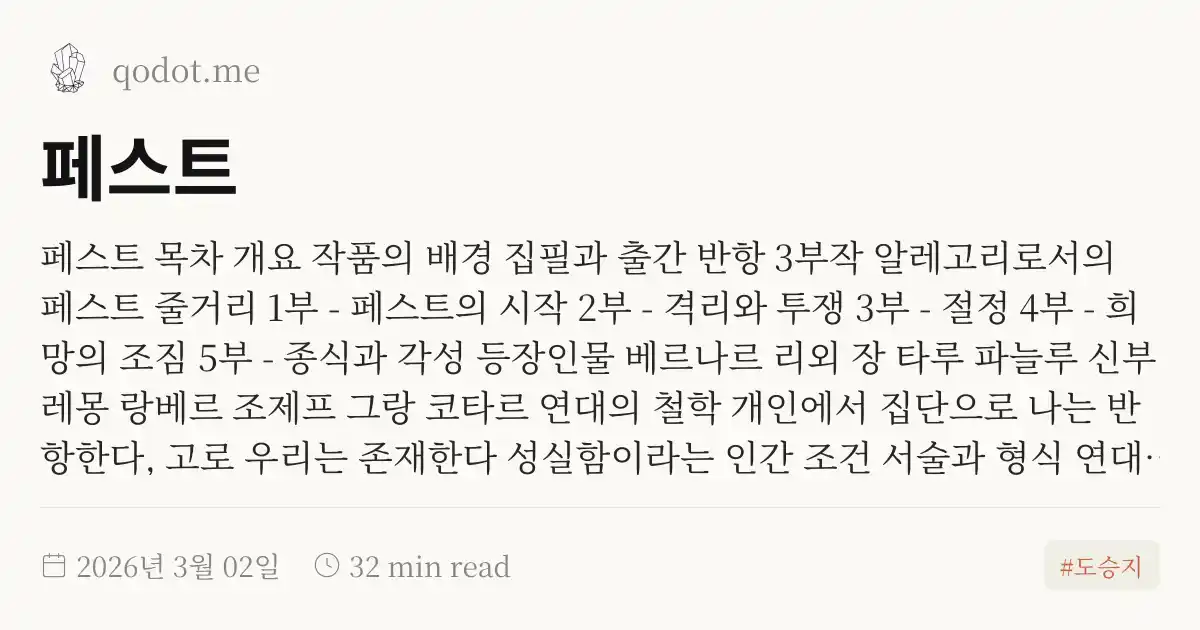 qodot.me
페스트
페스트 목차 개요 작품의 배경 집필과 출간 반항 3부작 알레고리로서의
페스트 줄거리 1부 - 페스트의 시작 2부 - 격리와 투쟁 3부 - 절정 4부 - 희
망의 조짐 5부 - 종식과 각성 등장인물 베르나르 리외 장 타루 파늘루 신부
레몽 랑베르 조제프 그랑 코타르 연대의 철학 개인에서 집단으로 나는 반
항한다, 고로 우리는 존재한다 성실함이라는 인간 조건 서술과 형식 연대…
2026년 3월 02일 32 min read
#도승지